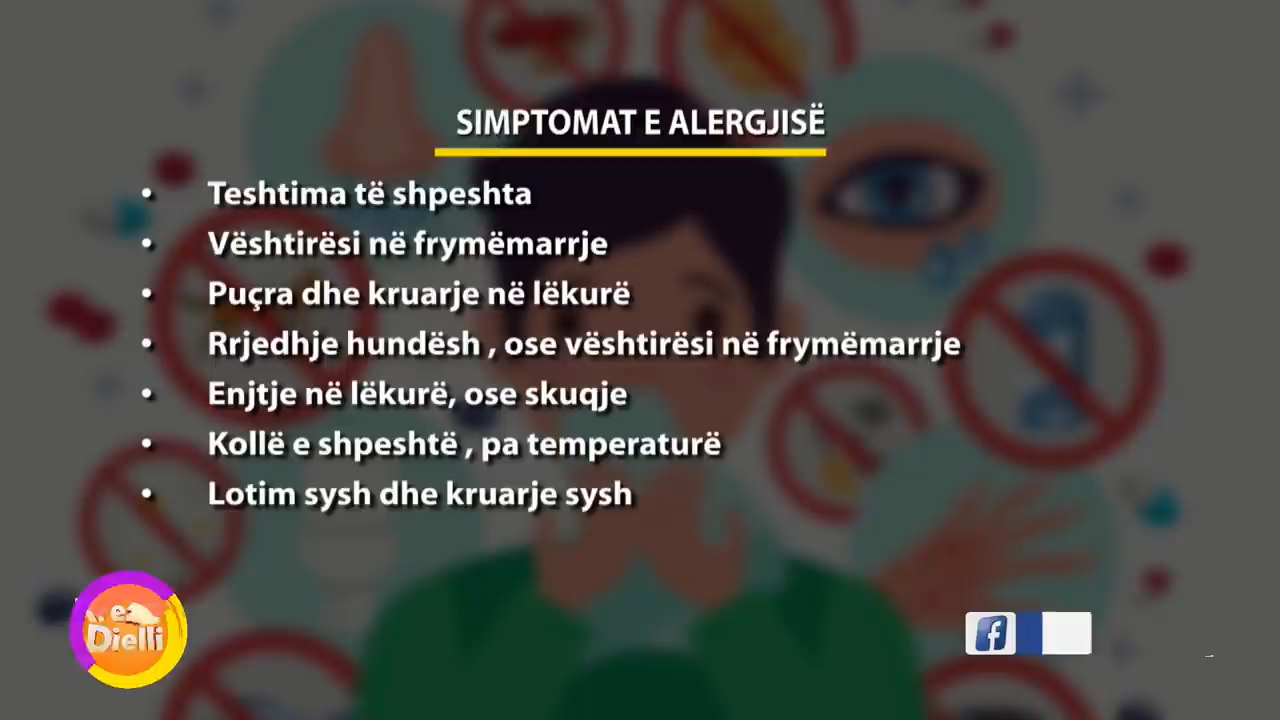 SIMPTOMAT E ALERGJISË
• Teshtima të shpeshta
• Vështirësi në frymëmarrje
• Puçra dhe kruarje në lëkurë
• Rrjedhje hundësh , ose vështirësi në frymëmarrje
• Enjtje në lëkurë, ose skuqje
• Kollë e shpeshtë , pa temperaturë
• Lotim sysh dhe kruarje sysh
e
Dielli
f